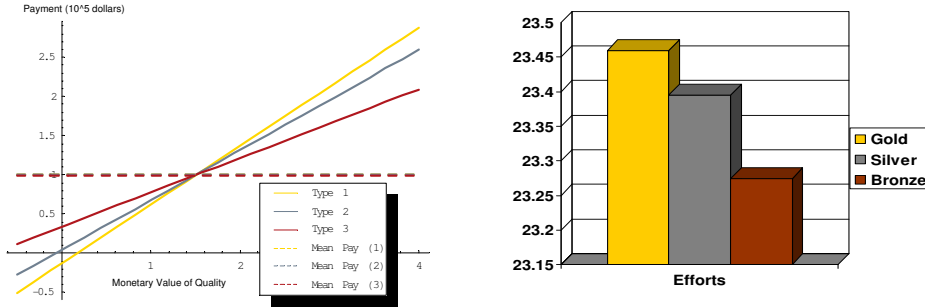 Payment (10^5 dollars)
2.5
2
1.5
1
0.5
-0.5
1
2
4
Monetary Value of Quality
Type 1
Type 2
Type 3
Mean Pay (1)
Mean Pay (2)
Mean Pay (3)
23.5
23.45
23.4
23.35
23.3
23.25
23.2
23.15
Efforts
Gold
Silver
Bronze